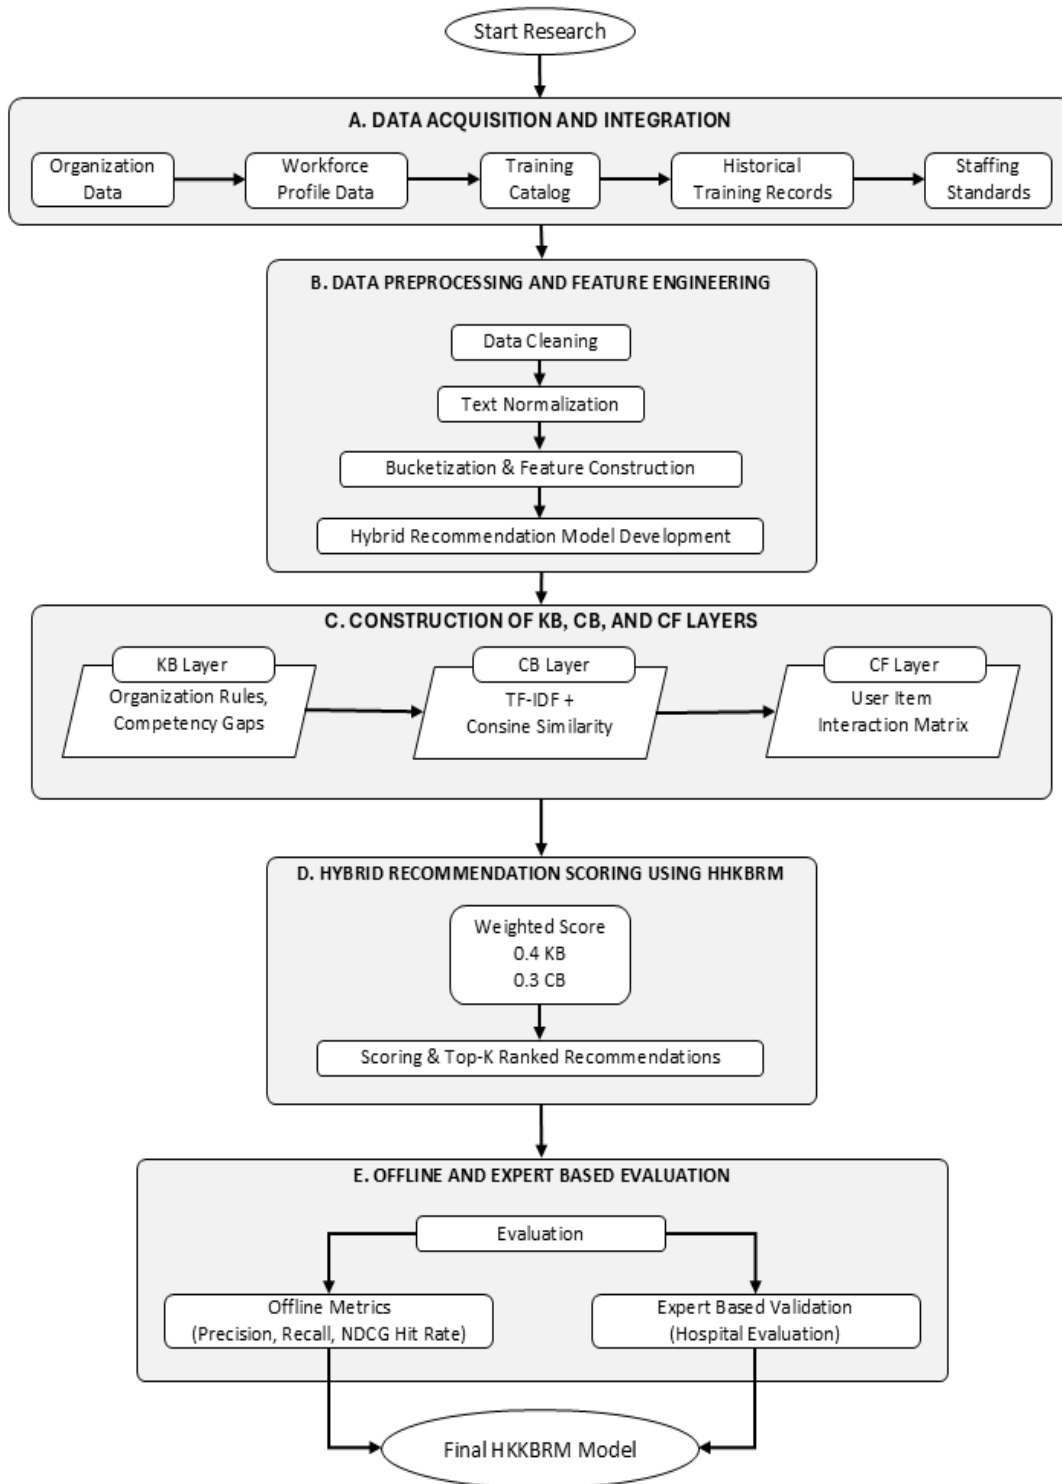 Start Research
A. DATA ACQUISITION AND INTEGRATION
Organization
Data
Workforce
Profile Data
Training
Catalog
Historical
Training Records
Staffing
Standards
B. DATA PREPROCESSING AND FEATURE ENGINEERING
Data Cleaning
Text Normalization
Bucketization & Feature Construction
Hybrid Recommendation Model Development
C. CONSTRUCTION OF KB, CB, AND CF LAYERS
KB Layer
Organization Rules,
Competency Gaps
CB Layer
TF-IDF +
Consine Similarity
CF Layer
User Item
Interaction Matrix
D. HYBRID RECOMMENDATION SCORING USING HHKBRM
Weighted Score
0.4 KB
0.3 CB
Scoring & Top-K Ranked Recommendations
E. OFFLINE AND EXPERT BASED EVALUATION
Evaluation
Offline Metrics
(Precision, Recall, NDCG Hit Rate)
Expert Based Validation
(Hospital Evaluation)
Final HKKBRM Model